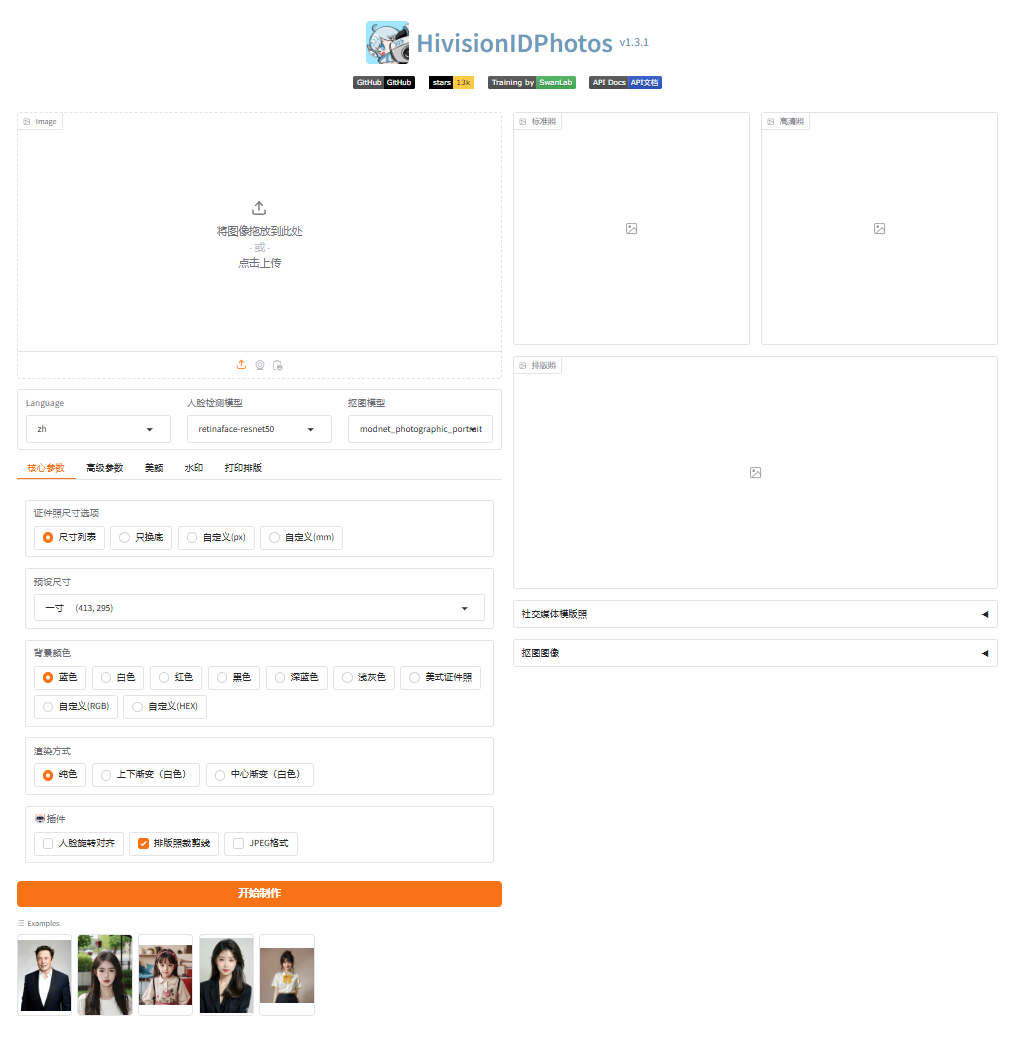 HivisionIDPhotos v1.3.1
GitHub GitHub stars 13k Training by SwanLab API Docs API文档
Image
将图像拖放到此处
- 或 -
点击上传
标准照
高清照
排版照
Language 人脸检测模型 抠图模型
zh retinaface-resnet50 modnet_photographic_portrait
核心参数 高级参数 美颜 水印 打印排版
证件照尺寸选项
尺寸列表 只换底 自定义(px) 自定义(mm)
预设尺寸
一寸 (413, 295)
背景颜色
蓝色 白色 红色 黑色 深蓝色 浅灰色 美式证件照
自定义(RGB) 自定义(HEX)
渲染方式
纯色 上下渐变（白色） 中心渐变（白色）
插件
人脸旋转对齐 排版照裁剪线 JPEG格式
开始制作
Examples
社交媒体模版照
抠图图像